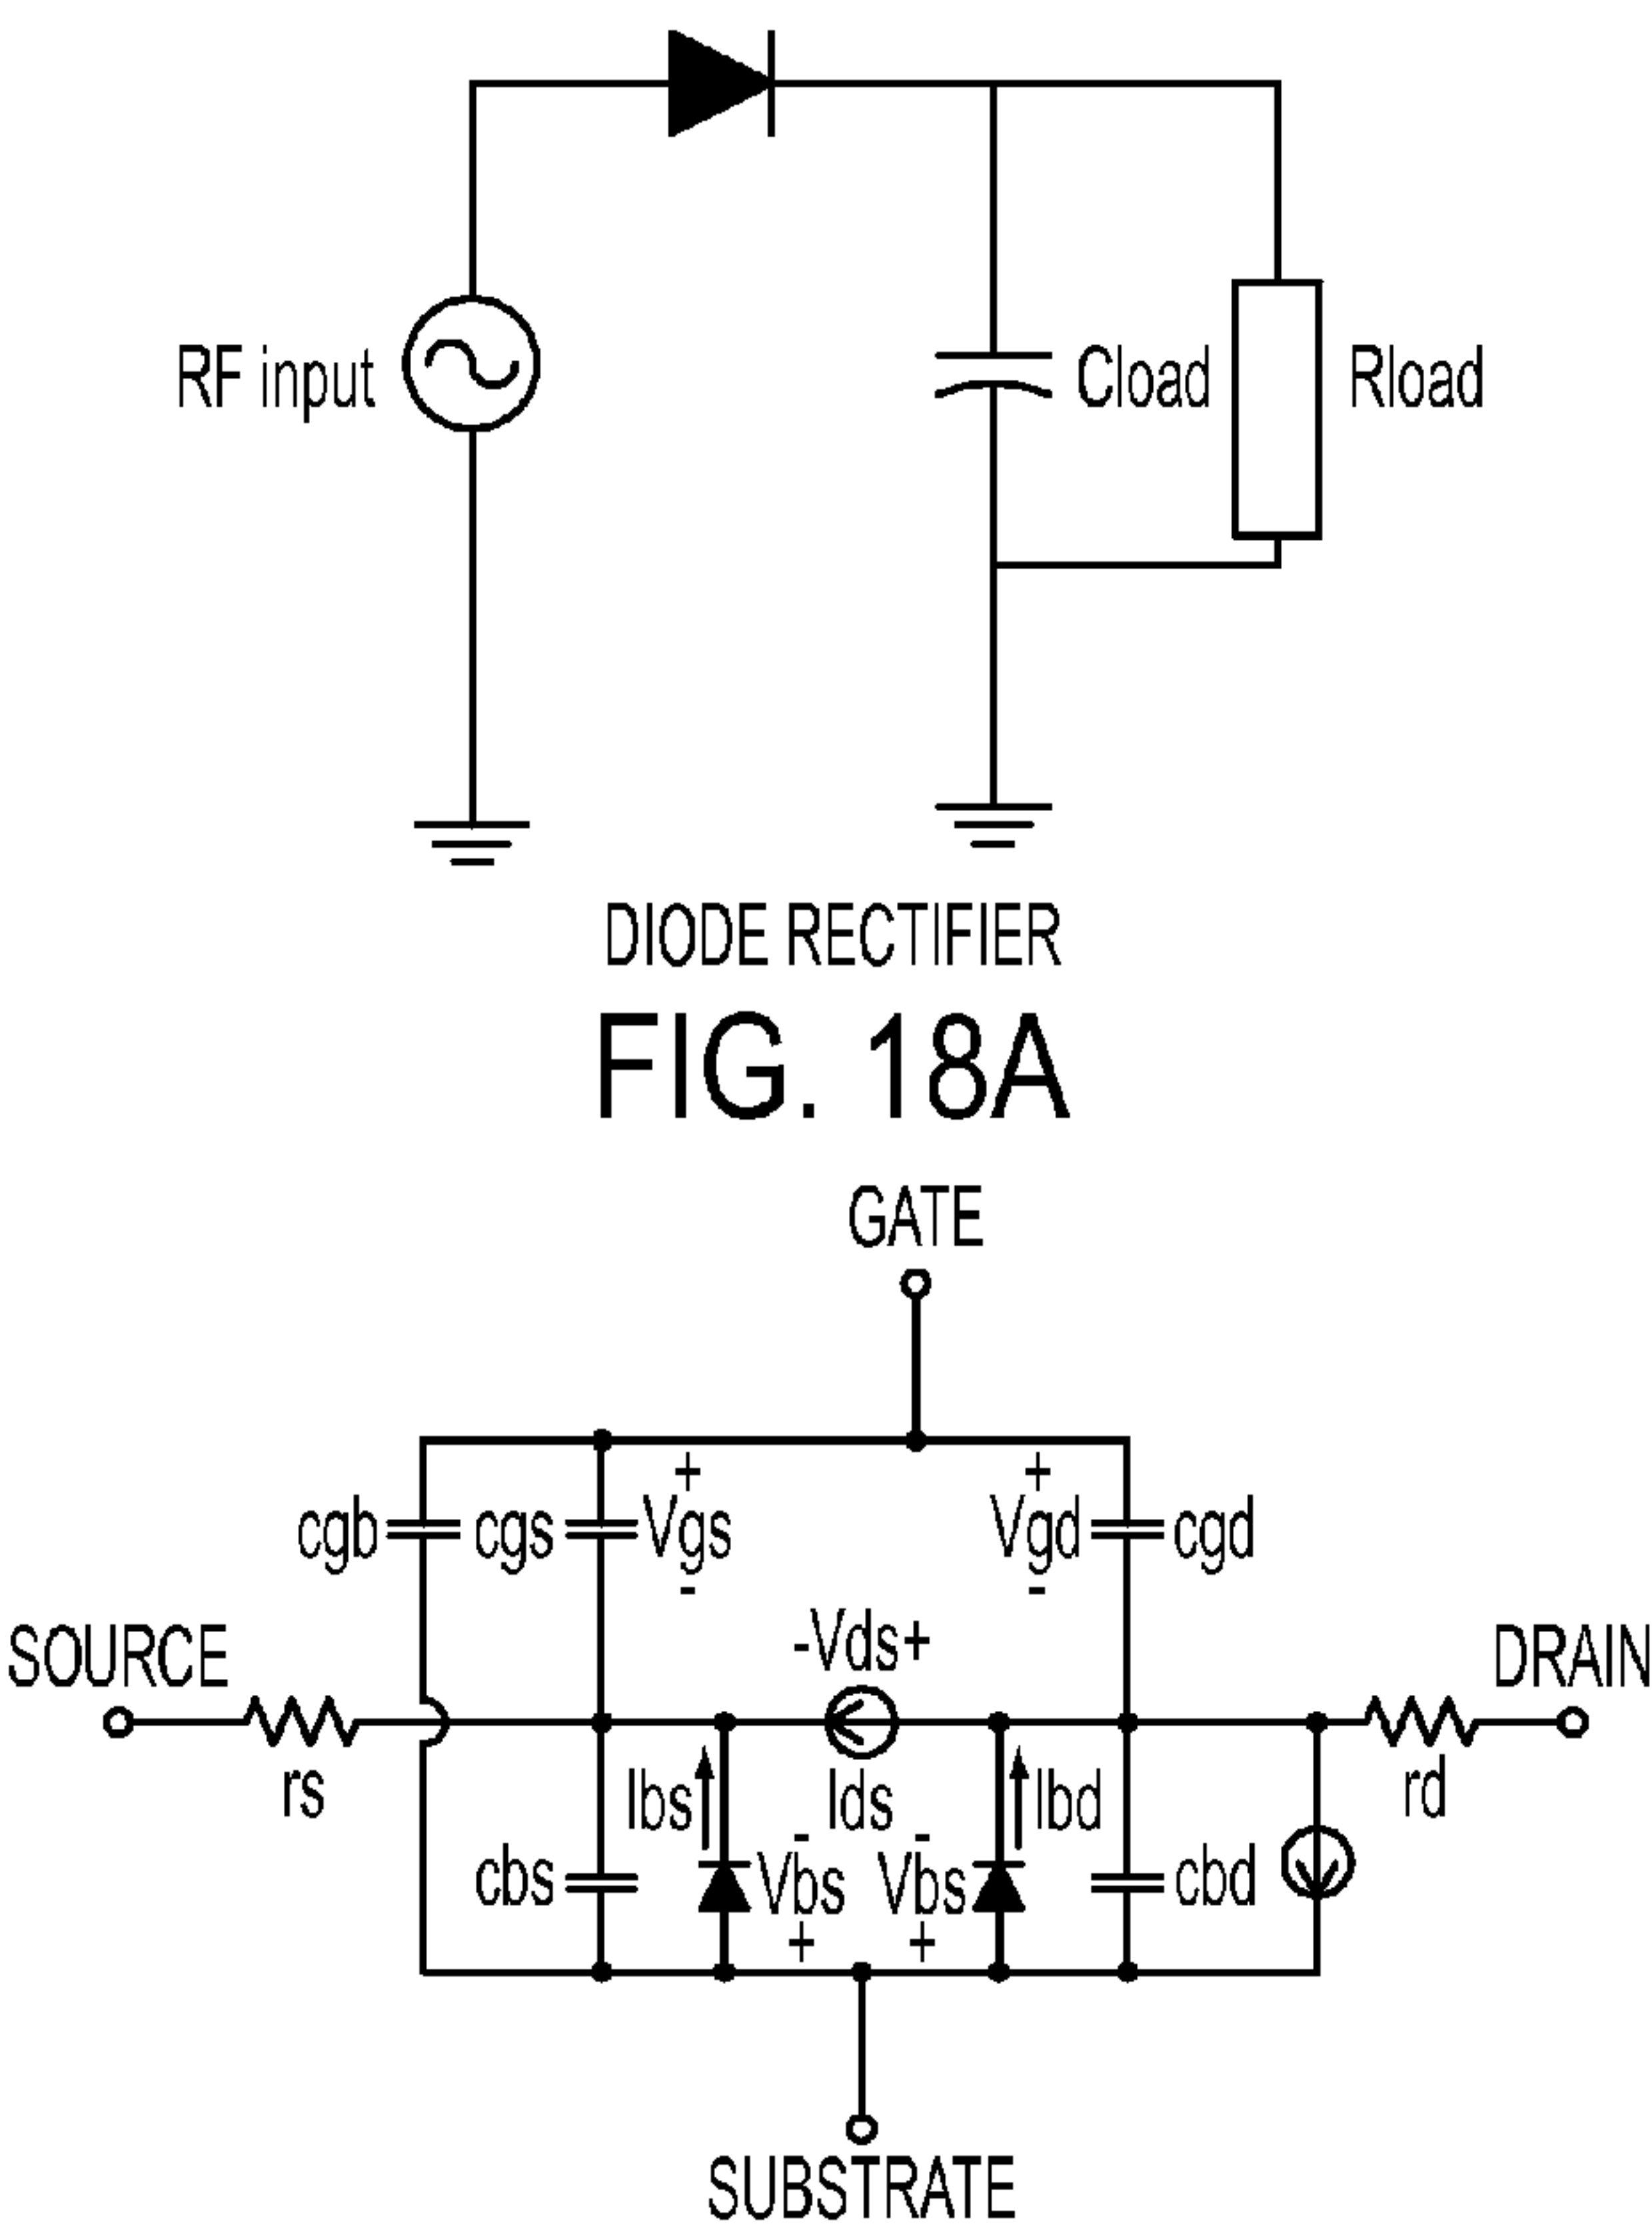 RF input
Cload
Rload
DIODE RECTIFIER
FIG. 18A
GATE
+
+
cgb
cgs
Vgs
Vgd
cgd
-
-
-Vds+
SOURCE
DRAIN
rs
Ibs
Ids
Ibd
rd
-
-
cbs
Vbs
Vbs
cbd
+
+
SUBSTRATE